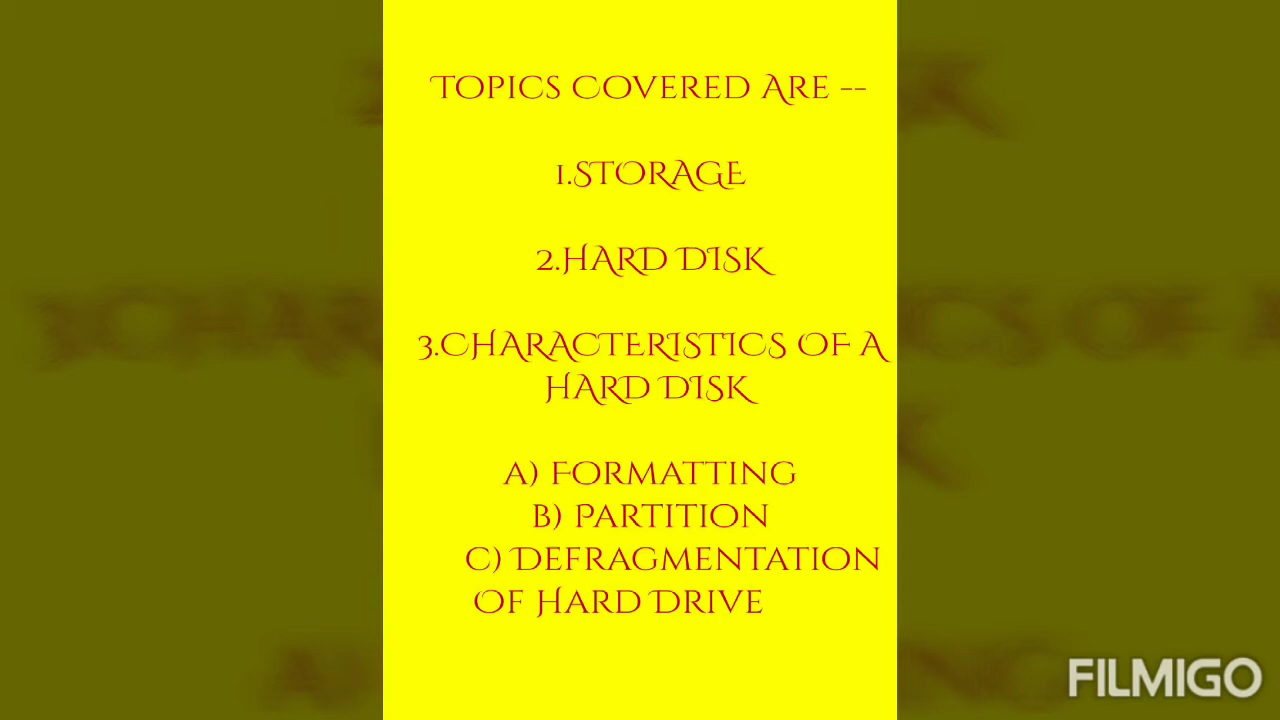 Topics Covered Are --
1.STORAGE
2.HARD DISK
3.CHARACTERISTICS OF A
HARD DISK
A) Formatting
B) Partition
C) Defragmentation
Of Hard Drive
FILMIGO